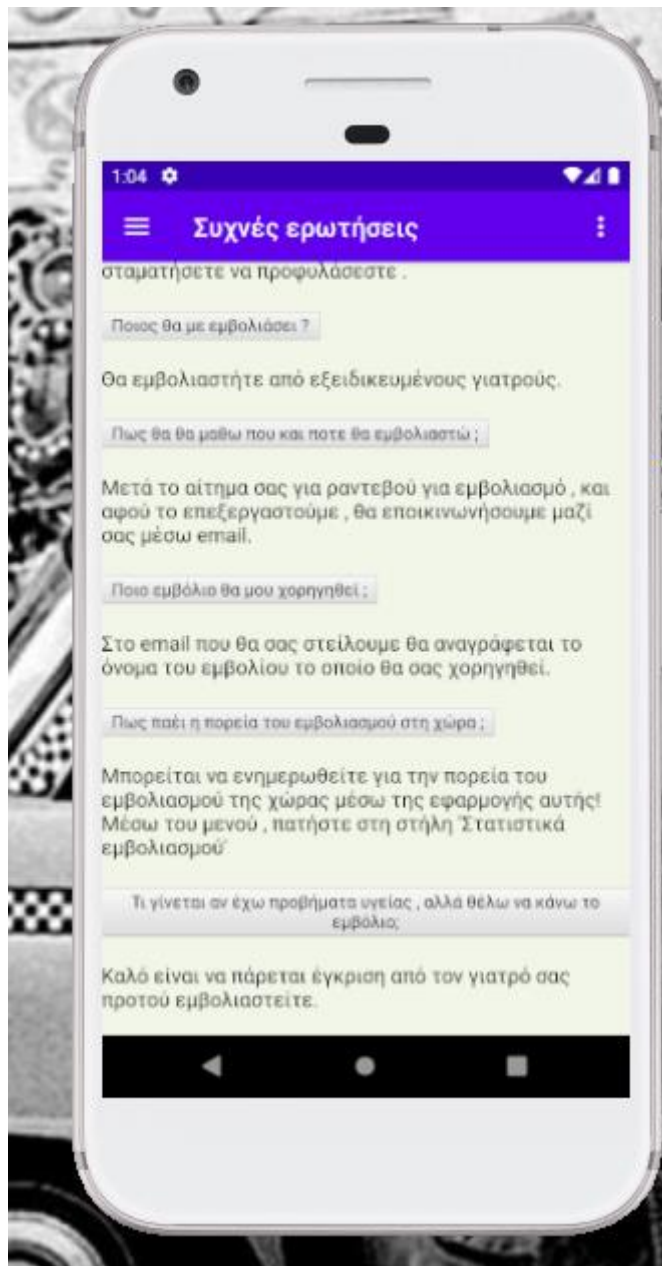 1:04
Συχνές ερωτήσεις
σταματήσετε να προφυλάσεστε .
Ποιος θα με εμβολιάσει ?
Θα εμβολιαστήτε από εξειδικευμένους γιατρούς.
Πως θα θα μαθω που και ποτε θα εμβολιαστώ ;
Μετά το αίτημα σας για ραντεβού για εμβολιασμό , και
αφού το επεξεργαστούμε , θα εποικινωνήσουμε μαζί
σας μέσω email.
Ποιο εμβόλιο θα μου χορηγηθεί ;
Στο email που θα σας στείλουμε θα αναγράφεται το
όνομα του εμβολίου το οποίο θα σας χορηγηθεί.
Πως παέι η πορεία του εμβολιασμού στη χώρα ;
Μπορείται να ενημερωθείτε για την πορεία του
εμβολιασμού της χώρας μέσω της εφαρμογής αυτής!
Μέσω του μενού , πατήστε στη στήλη 'Στατιστικά
εμβολιασμού'
Τι γίνεται αν έχω προβήματα υγείας , αλλά θέλω να κάνω το
εμβόλιο;
Καλό είναι να πάρεται έγκριση από τον γιατρό σας
προτού εμβολιαστείτε.